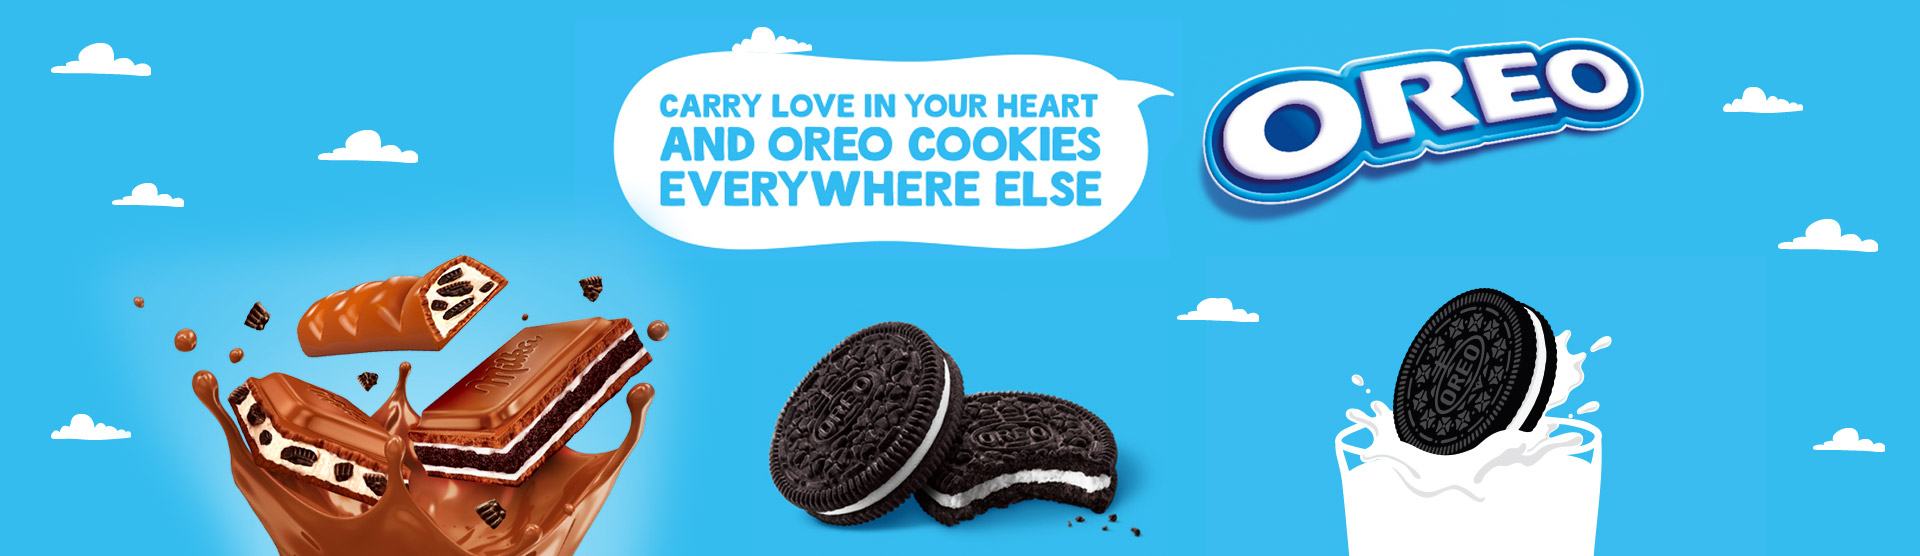 CARRY LOVE IN YOUR HEART
AND OREO COOKIES
EVERYWHERE ELSE
OREO
Milka
OREO
OREO
OREO